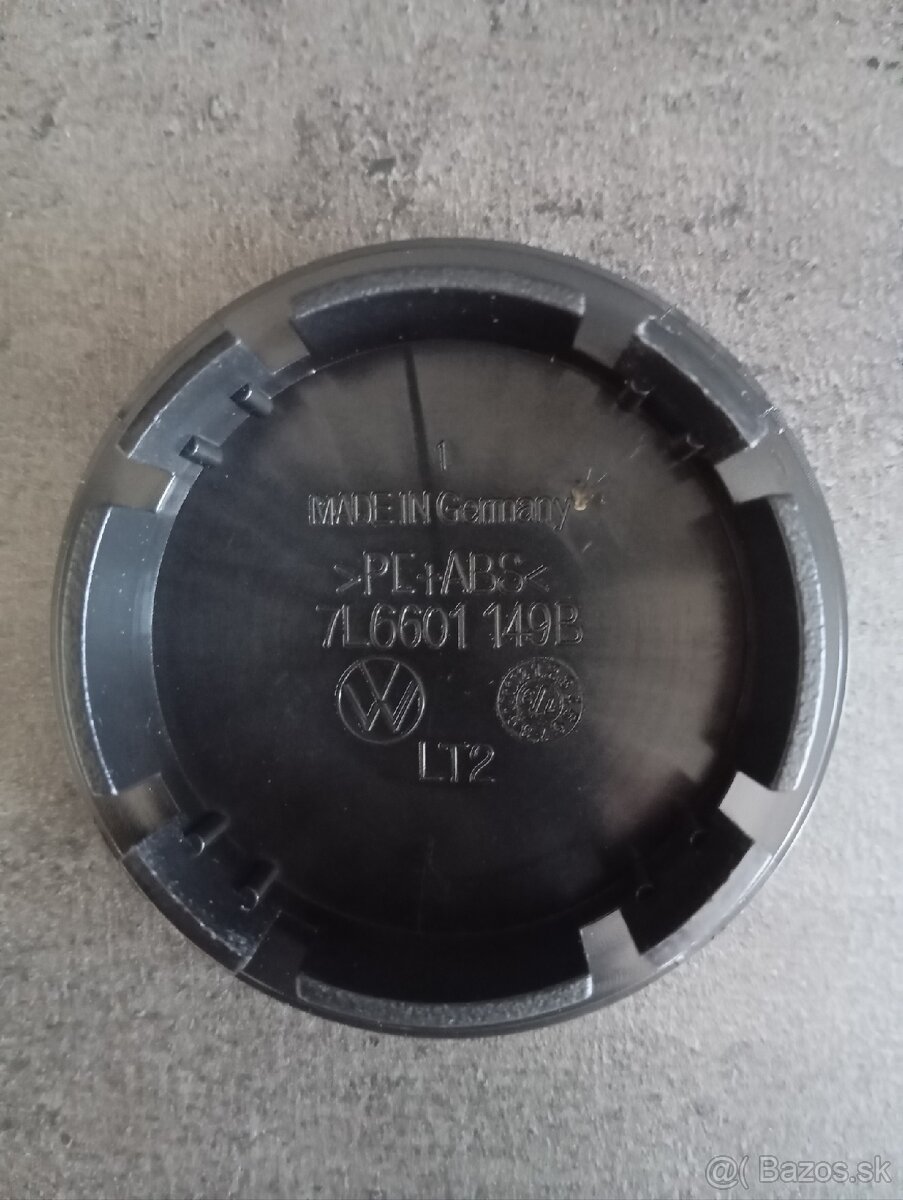 1
MADE IN Germany
>PE+ABS<
7L6601 149B
LT2
@( Bazos.sk